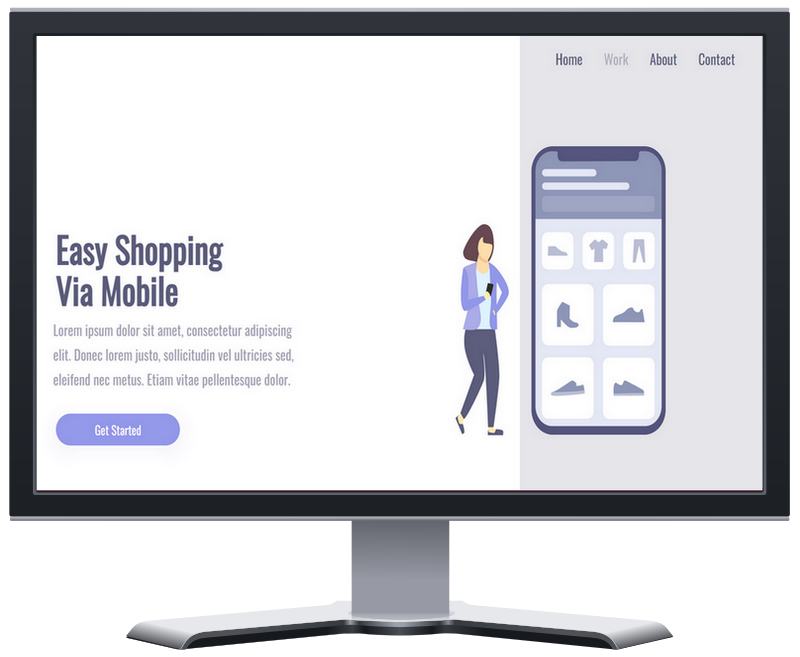 Home Work About Contact
Easy Shopping
Via Mobile
Lorem ipsum dolor sit amet, consectetur adipiscing
elit. Donec lorem justo, sollicitudin vel ultricies sed,
eleifend nec metus. Etiam vitae pellentesque dolor.
Get Started